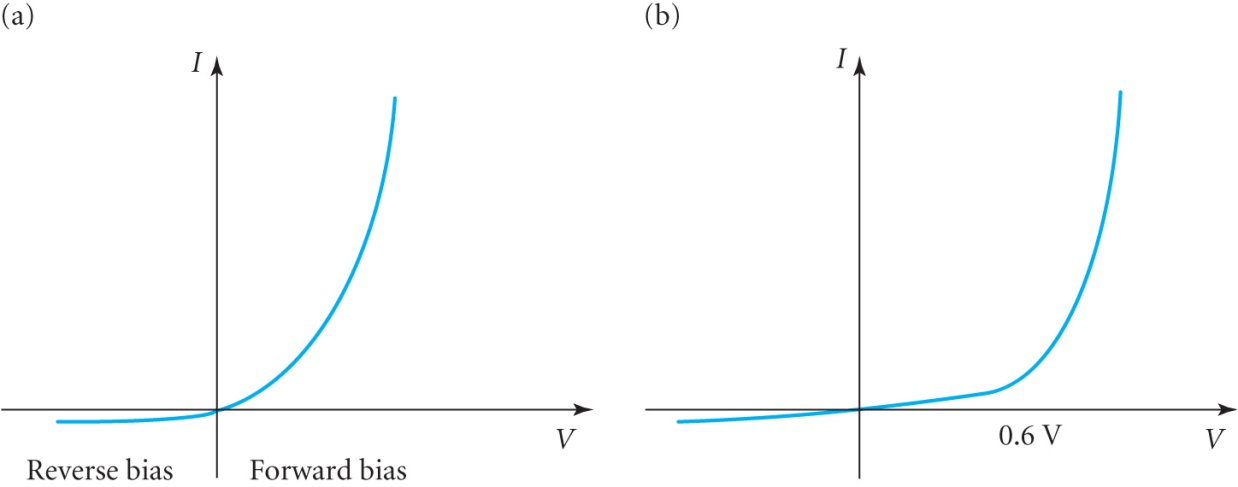 (a)
I
V
Reverse bias
Forward bias
(b)
I
0.6 V
V